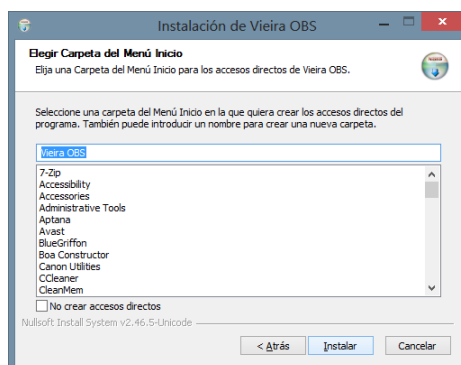 Instalación de Vieira OBS
Elegir Carpeta del Menú Inicio
Elija una Carpeta del Menú Inicio para los accesos directos de Vieira OBS.
Seleccione una carpeta del Menú Inicio en la que quiera crear los accesos directos del
programa. También puede introducir un nombre para crear una nueva carpeta.
Vieira OBS
7-Zip
Accessibility
Accessories
Administrative Tools
Aptana
Avast
BlueGriffon
Boa Constructor
Canon Utilities
CCleaner
CleanMem
No crear accesos directos
Nullsoft Install System v2.46.5-Unicode
< Atrás Instalar Cancelar